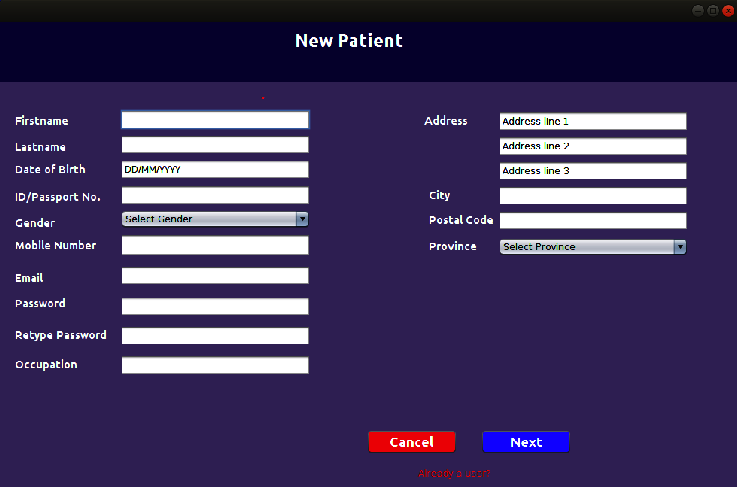 New Patient
Firstname
Lastname
Date of Birth
DD/MM/YYYY
ID/Passport No.
Gender
Select Gender
Mobile Number
Email
Password
Retype Password
Occupation
Address
Address line 1
Address line 2
Address line 3
City
Postal Code
Province
Select Province
Cancel
Next
Already a user?